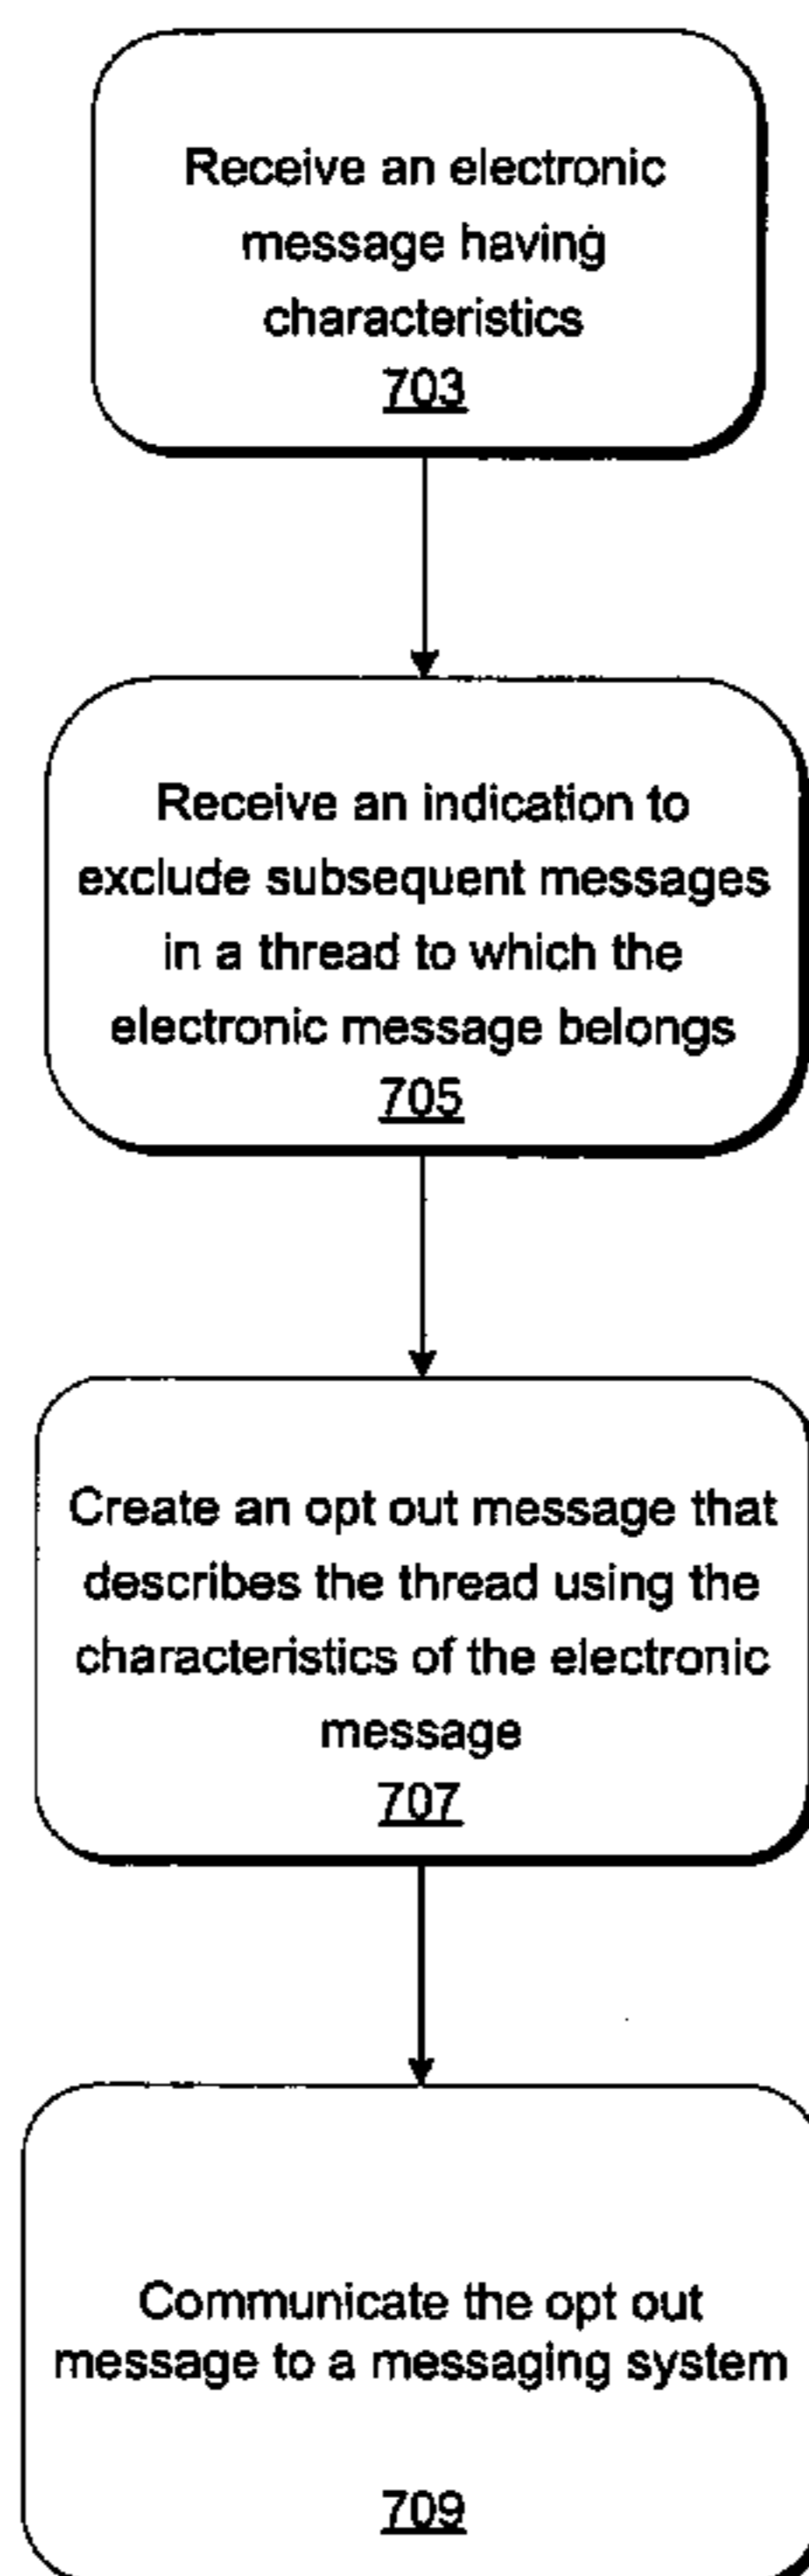 Receive an electronic
message having
characteristics
703
Receive an indication to
exclude subsequent messages
in a thread to which the
electronic message belongs
705
Create an opt out message that
describes the thread using the
characteristics of the electronic
message
707
Communicate the opt out
message to a messaging system
709